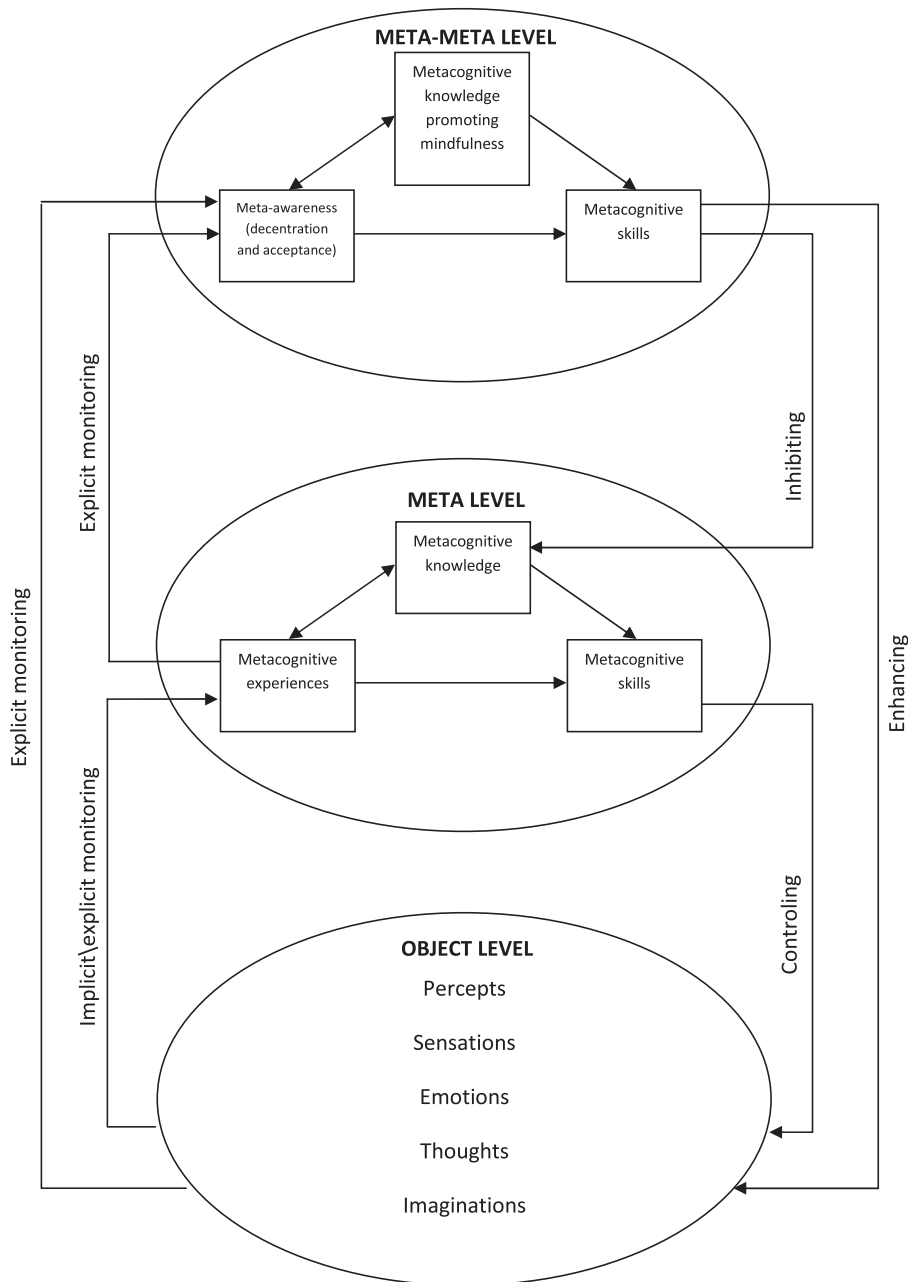 META-META LEVEL
Metacognitive
knowledge
promoting
mindfulness
Meta-awareness
(decentration
and acceptance)
Metacognitive
skills
Explicit monitoring
Inhibiting
META LEVEL
Metacognitive
knowledge
Metacognitive
experiences
Metacognitive
skills
Explicit monitoring
Enhancing
Implicit\explicit monitoring
Controling
OBJECT LEVEL
Percepts
Sensations
Emotions
Thoughts
Imaginations